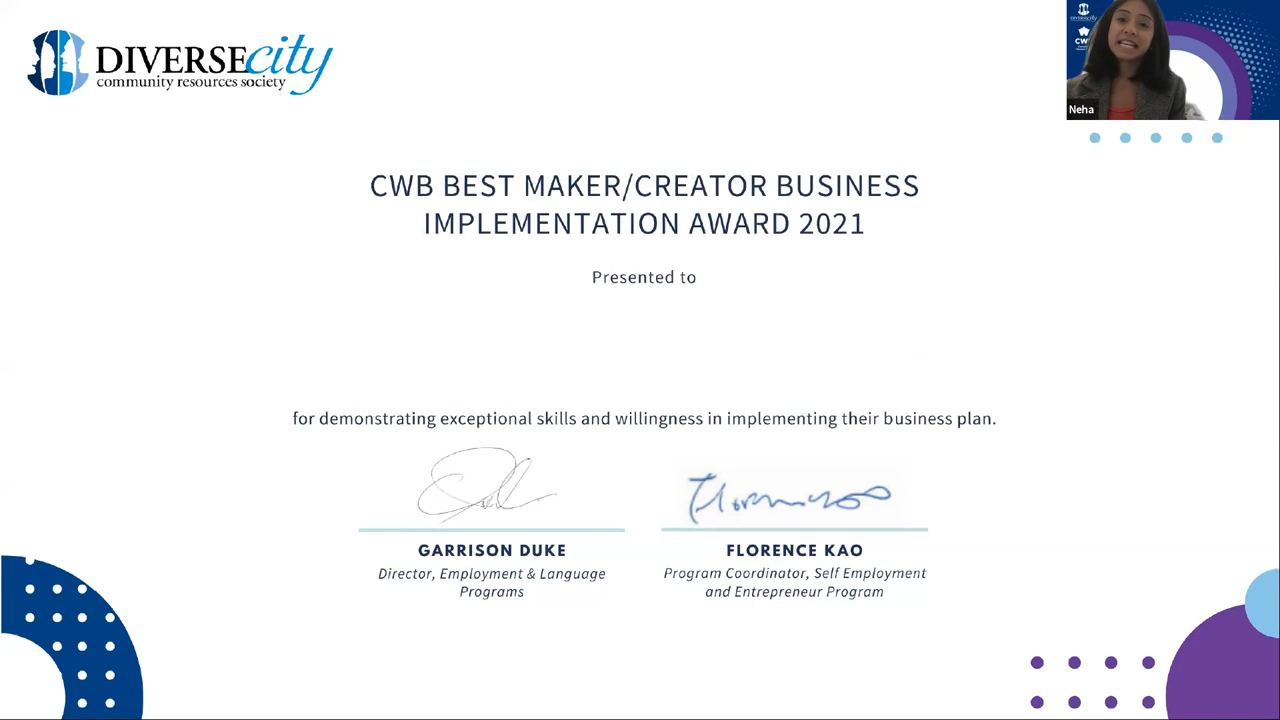 DIVERSEcity
community resources society
Neha
CWB BEST MAKER/CREATOR BUSINESS
IMPLEMENTATION AWARD 2021
Presented to
for demonstrating exceptional skills and willingness in implementing their business plan.
GARRISON DUKE
Director, Employment & Language
Programs
FLORENCE KAO
Program Coordinator, Self Employment
and Entrepreneur Program